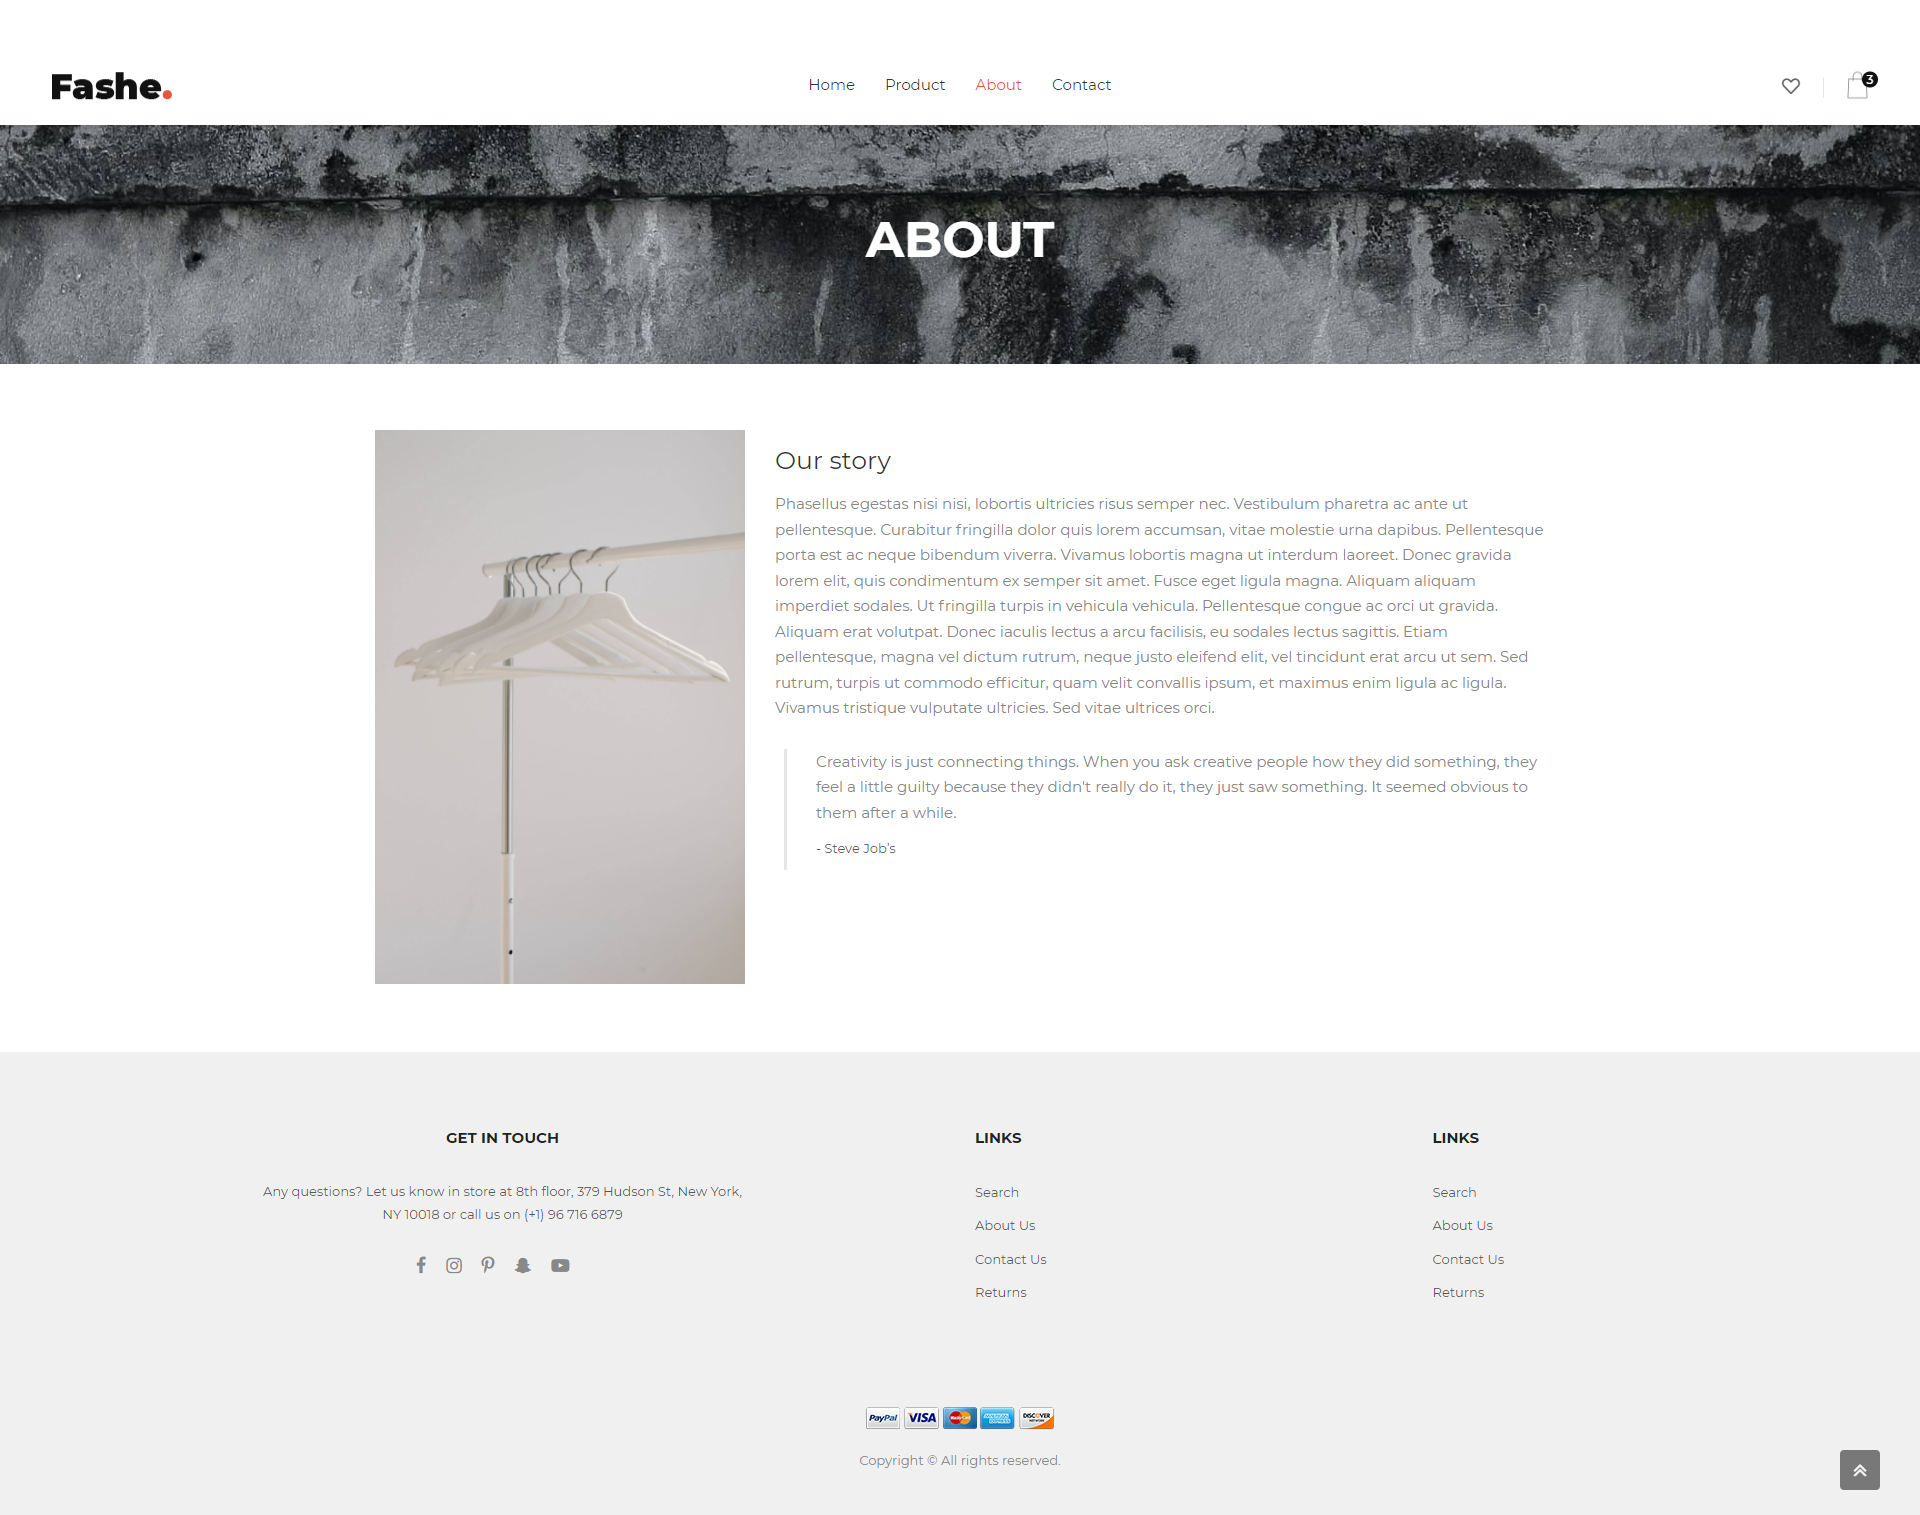 Fashe.
Home Product About Contact
3
ABOUT
Our story
Phasellus egestas nisi nisi, lobortis ultricies risus semper nec. Vestibulum pharetra ac ante ut
pellentesque. Curabitur fringilla dolor quis lorem accumsan, vitae molestie urna dapibus. Pellentesque
porta est ac neque bibendum viverra. Vivamus lobortis magna ut interdum laoreet. Donec gravida
lorem elit, quis condimentum ex semper sit amet. Fusce eget ligula magna. Aliquam aliquam
imperdiet sodales. Ut fringilla turpis in vehicula vehicula. Pellentesque congue ac orci ut gravida.
Aliquam erat volutpat. Donec iaculis lectus a arcu facilisis, eu sodales lectus sagittis. Etiam
pellentesque, magna vel dictum rutrum, neque justo eleifend elit, vel tincidunt erat arcu ut sem. Sed
rutrum, turpis ut commodo efficitur, quam velit convallis ipsum, et maximus enim ligula ac ligula.
Vivamus tristique vulputate ultricies. Sed vitae ultrices orci.
Creativity is just connecting things. When you ask creative people how they did something, they
feel a little guilty because they didn't really do it, they just saw something. It seemed obvious to
them after a while.
- Steve Job's
GET IN TOUCH
Any questions? Let us know in store at 8th floor, 379 Hudson St, New York,
NY 10018 or call us on (+1) 96 716 6879
LINKS
Search
About Us
Contact Us
Returns
LINKS
Search
About Us
Contact Us
Returns
PayPal VISA MasterCard AMERICAN EXPRESS DISCOVER NETWORK
Copyright © All rights reserved.